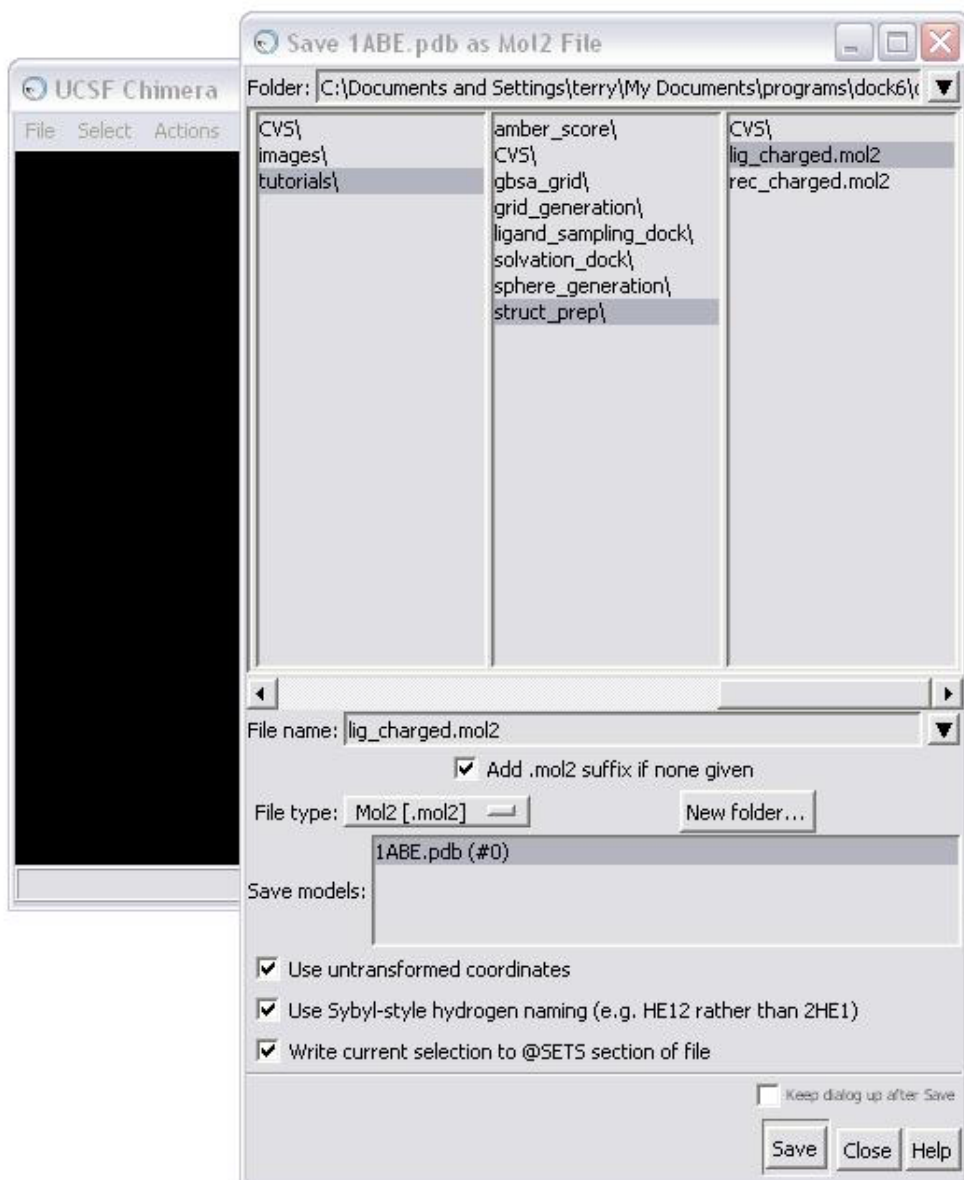 Save 1ABE.pdb as Mol2 File
UCSF Chimera
File Select Actions
Folder: C:\Documents and Settings\terry\My Documents\programs\dock6\
CVS\
images\
tutorials\
amber_score\
CVS\
gbsa_grid\
grid_generation\
ligand_sampling_dock\
solvation_dock\
sphere_generation\
struct_prep\
CVS\
lig_charged.mol2
rec_charged.mol2
File name: lig_charged.mol2
Add .mol2 suffix if none given
File type: Mol2 [.mol2] New folder...
1ABE.pdb (#0)
Save models:
Use untransformed coordinates
Use Sybyl-style hydrogen naming (e.g. HE12 rather than 2HE1)
Write current selection to @SETS section of file
Keep dialog up after Save
Save Close Help